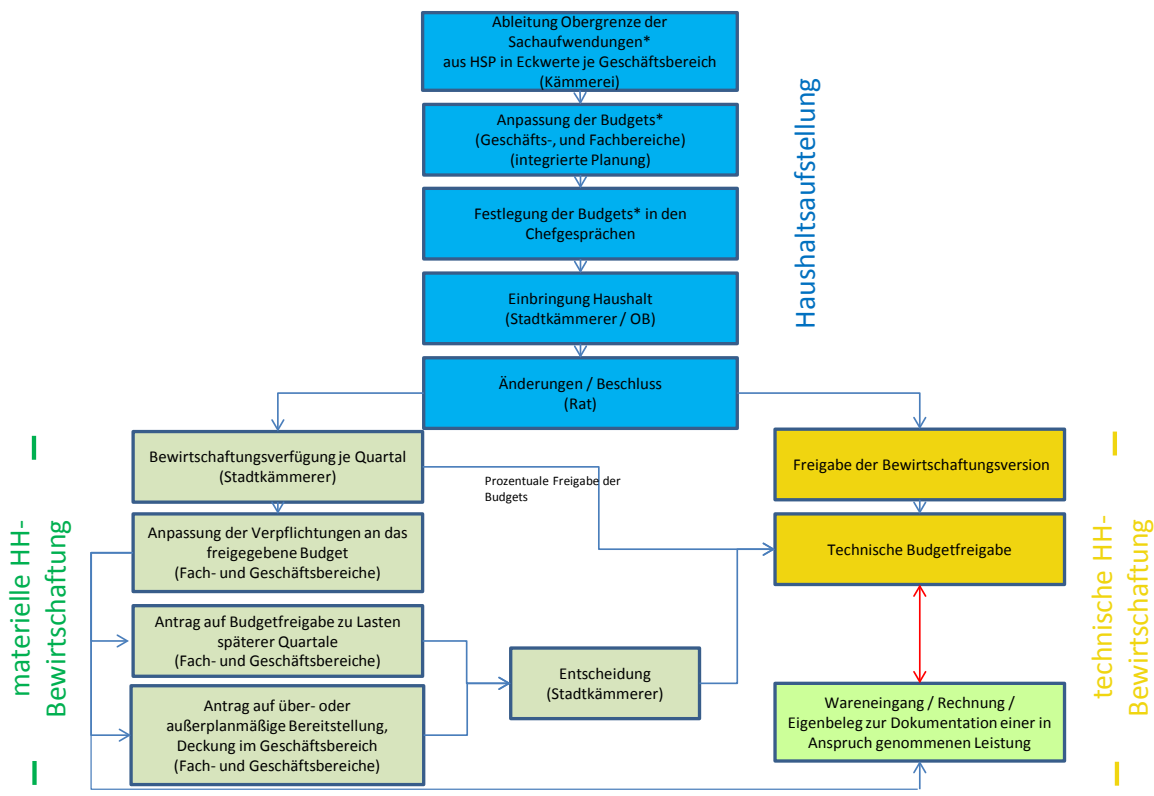 Ableitung Obergrenze der
Sachaufwendungen*
aus HSP in Eckwerte je Geschäftsbereich
(Kämmerei)
Anpassung der Budgets*
(Geschäfts-, und Fachbereiche)
(integrierte Planung)
Festlegung der Budgets* in den
Chefgesprächen
Einbringung Haushalt
(Stadtkämmerer / OB)
Änderungen / Beschluss
(Rat)
Haushaltsaufstellung
materielle HH-
Bewirtschaftung
Bewirtschaftungsverfügung je Quartal
(Stadtkämmerer)
Anpassung der Verpflichtungen an das
freigegebene Budget
(Fach- und Geschäftsbereiche)
Antrag auf Budgetfreigabe zu Lasten
späterer Quartale
(Fach- und Geschäftsbereiche)
Antrag auf über- oder
außerplanmäßige Bereitstellung,
Deckung im Geschäftsbereich
(Fach- und Geschäftsbereiche)
Prozentuale Freigabe der
Budgets
Entscheidung
(Stadtkämmerer)
Freigabe der Bewirtschaftungsversion
Technische Budgetfreigabe
Wareneingang / Rechnung /
Eigenbeleg zur Dokumentation einer in
Anspruch genommenen Leistung
technische HH-
Bewirtschaftung